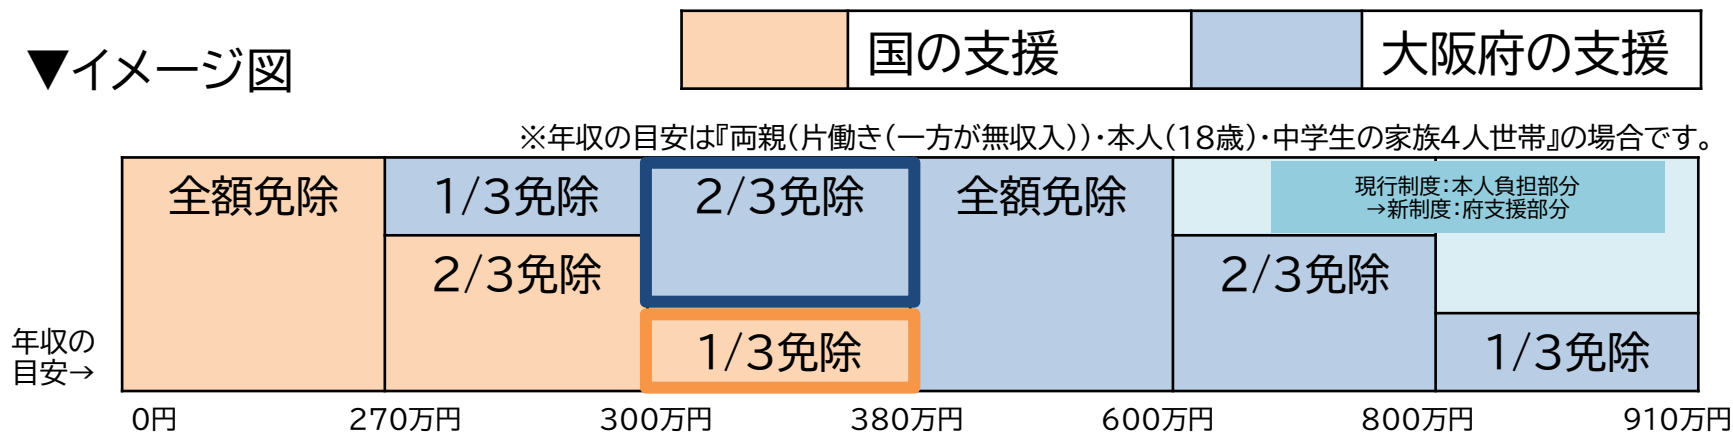 ▼イメージ図
国の支援
大阪府の支援
※年収の目安は『両親(片働き(一方が無収入))・本人(18歳)・中学生の家族4人世帯』の場合です。
全額免除
1/3免除
2/3免除
全額免除
現行制度:本人負担部分
→新制度:府支援部分
2/3免除
2/3免除
1/3免除
1/3免除
年収の
目安→
0円
270万円
300万円
380万円
600万円
800万円
910万円